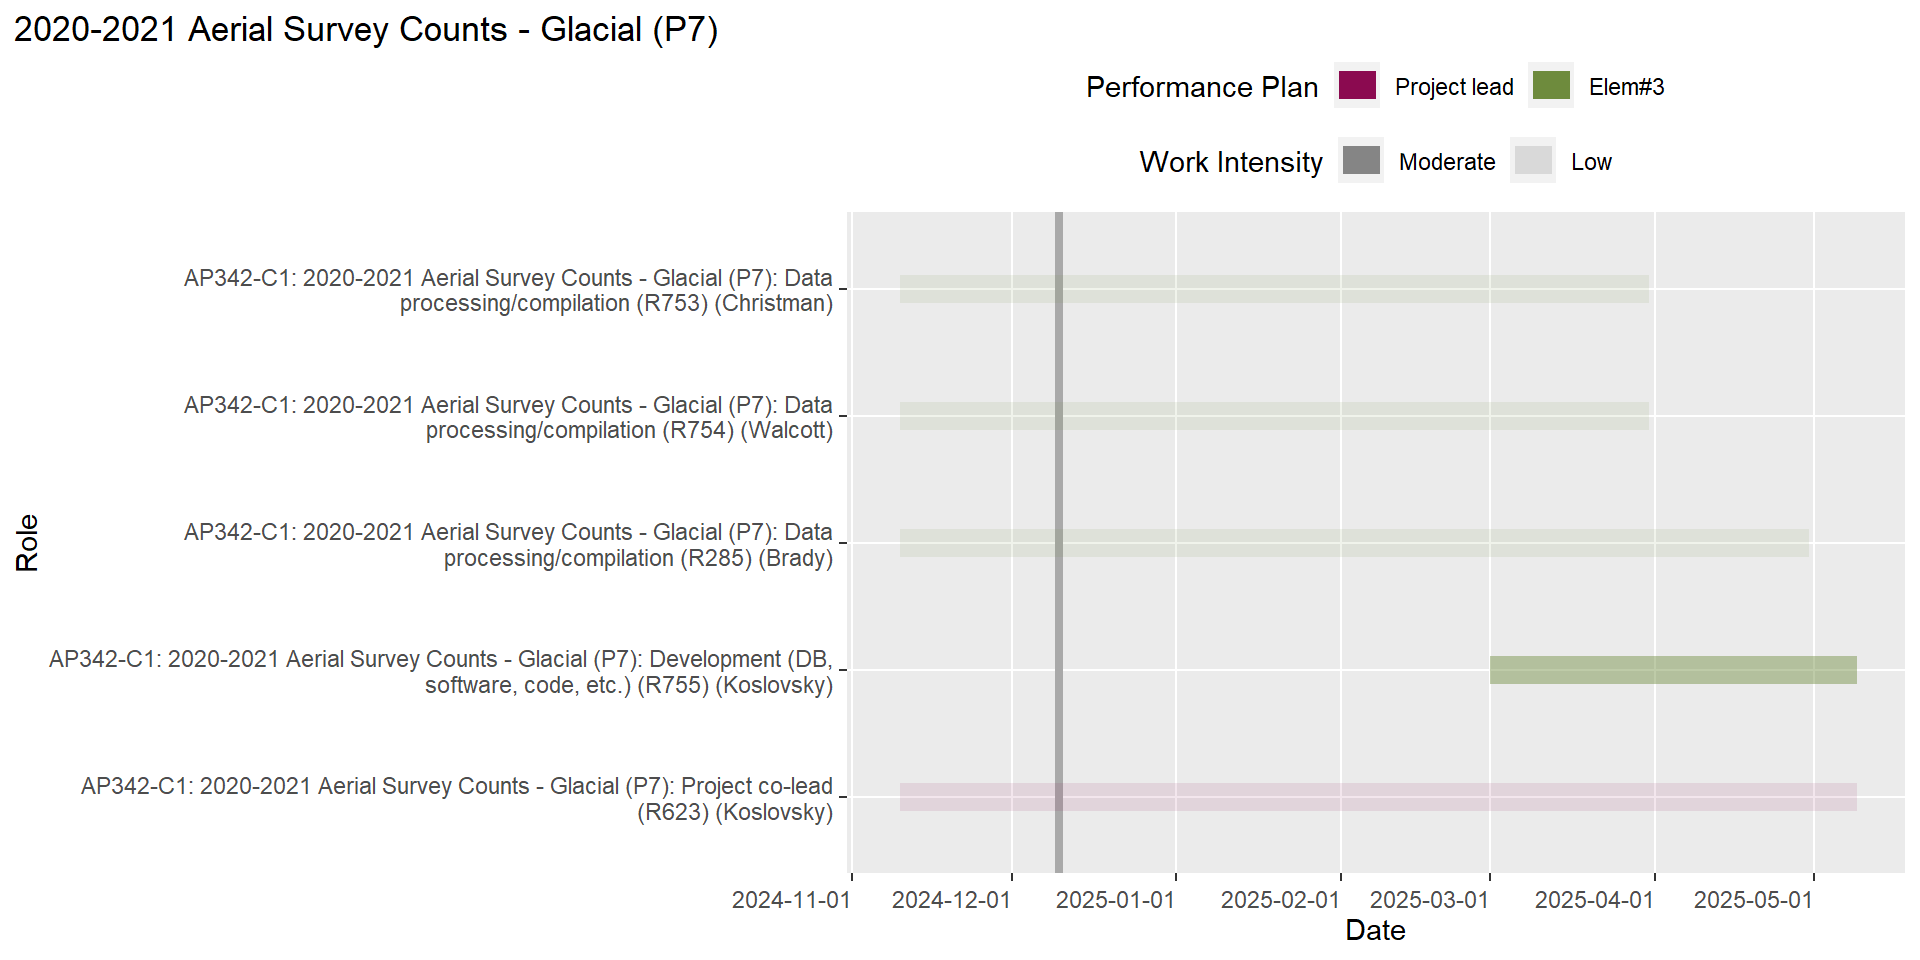 2020-2021 Aerial Survey Counts - Glacial (P7)
Performance Plan Project lead Elem#3
Work Intensity Moderate Low
AP342-C1: 2020-2021 Aerial Survey Counts - Glacial (P7): Data
processing/compilation (R753) (Christman)
AP342-C1: 2020-2021 Aerial Survey Counts - Glacial (P7): Data
processing/compilation (R754) (Walcott)
AP342-C1: 2020-2021 Aerial Survey Counts - Glacial (P7): Data
processing/compilation (R285) (Brady)
AP342-C1: 2020-2021 Aerial Survey Counts - Glacial (P7): Development (DB,
software, code, etc.) (R755) (Koslovsky)
AP342-C1: 2020-2021 Aerial Survey Counts - Glacial (P7): Project co-lead
(R623) (Koslovsky)
Role
2024-11-01 2024-12-01 2025-01-01 2025-02-01 2025-03-01 2025-04-01 2025-05-01
Date